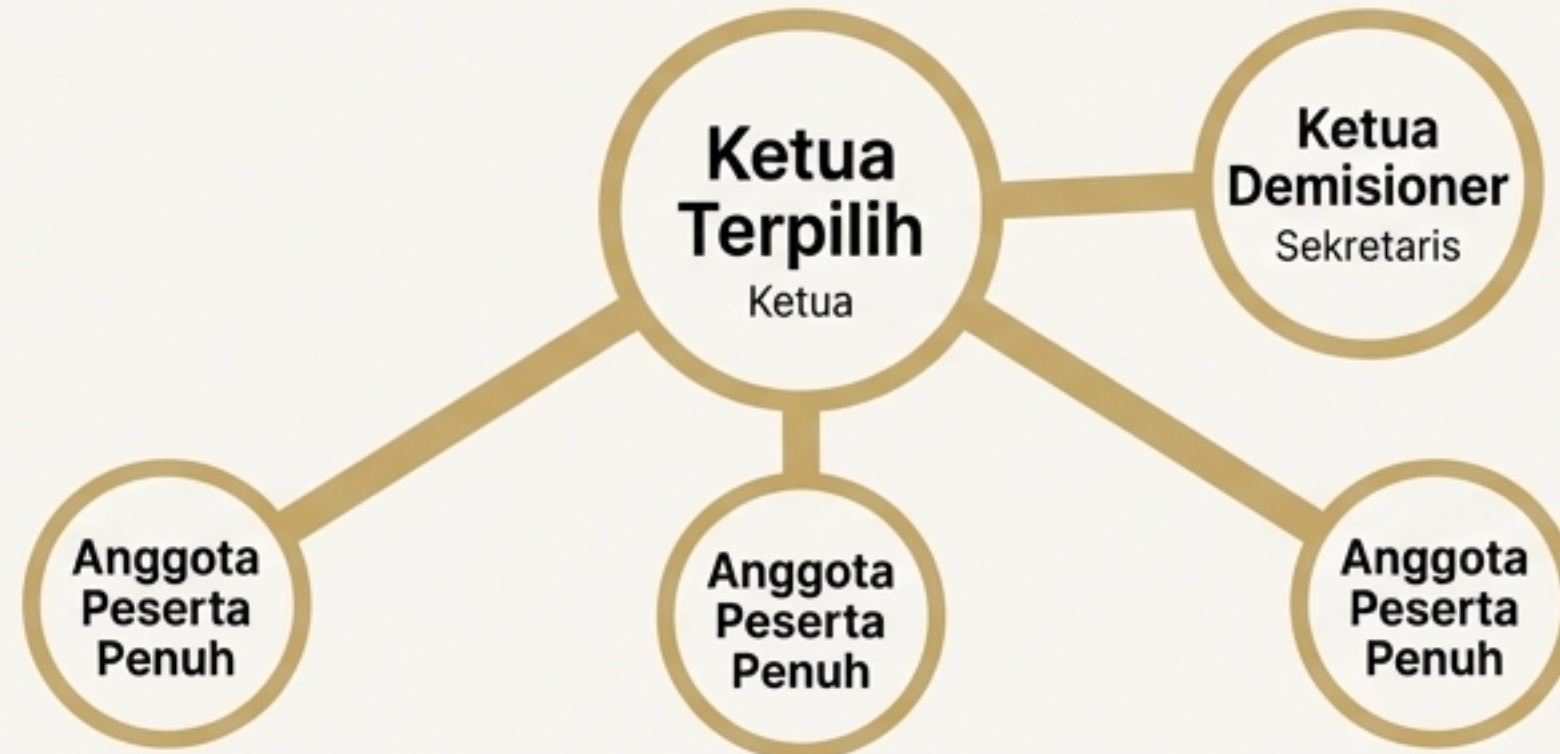 Ketua
Terpilih
Ketua
Ketua
Demisioner
Sekretaris
Anggota
Peserta
Penuh
Anggota
Peserta
Penuh
Anggota
Peserta
Penuh